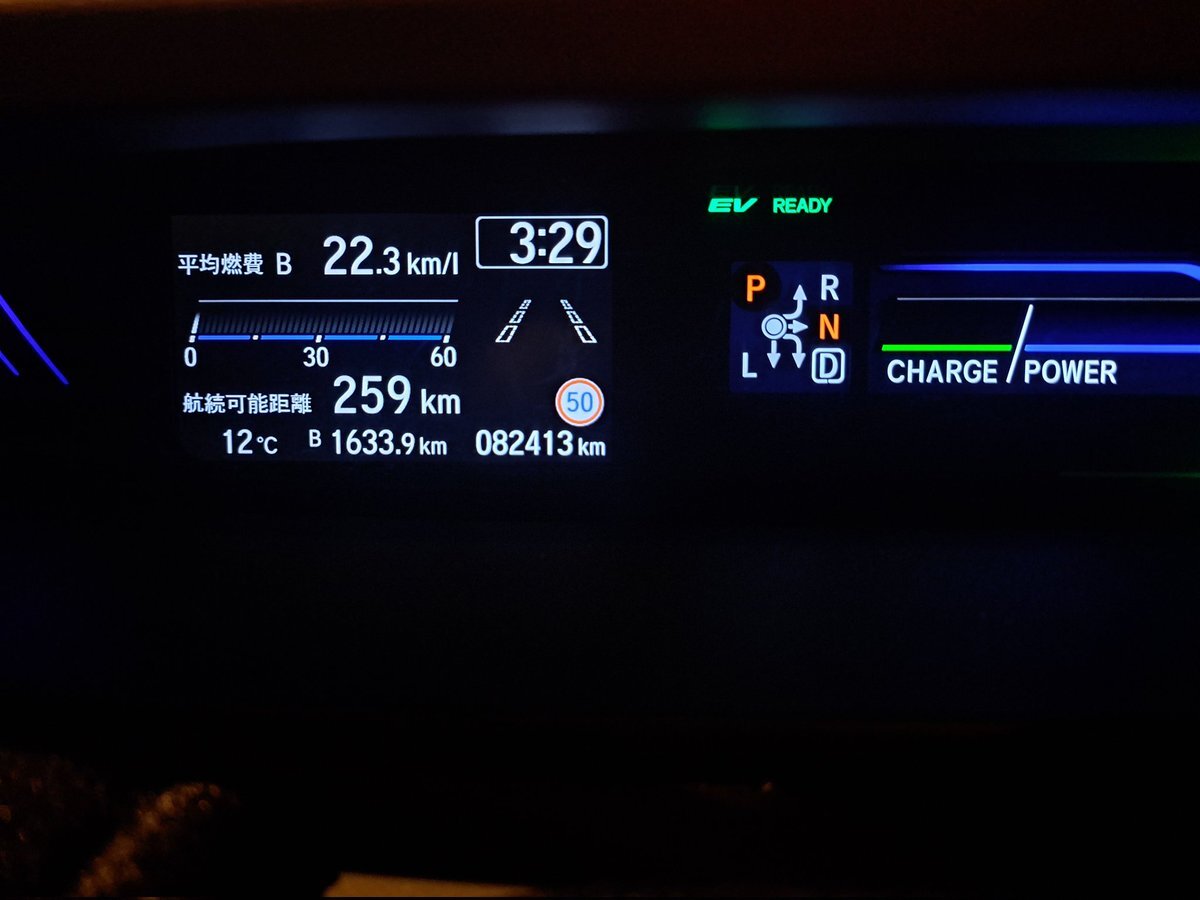 EV READY
3:29
平均燃費 B 22.3 km/l
0 30 60
航続可能距離 259 km
50
12℃ B 1633.9 km 082413 km
P R
N
L D
CHARGE POWER